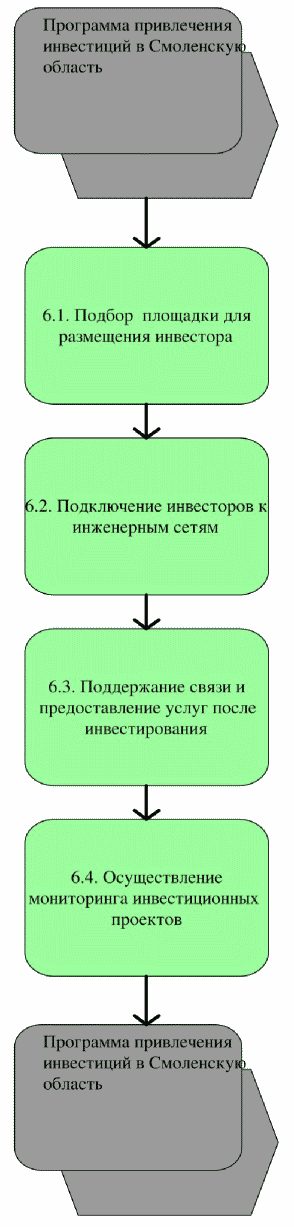 Программа привлечения
инвестиций в Смоленскую
область
6.1. Подбор площадки для
размещения инвестора
6.2. Подключение инвесторов к
инженерным сетям
6.3. Поддержание связи и
предоставление услуг после
инвестирования
6.4. Осуществление
мониторинга инвестиционных
проектов
Программа привлечения
инвестиций в Смоленскую
область